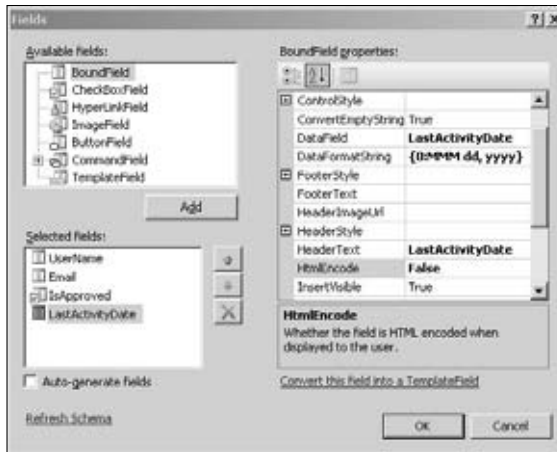 Fields
Available fields:
BoundField
CheckBoxField
HyperLinkField
ImageField
ButtonField
CommandField
TemplateField
Add
Selected fields:
UserName
Email
IsApproved
LastActivityDate
Auto-generate fields
Refresh Schema
BoundField properties:
ControlStyle
ConvertEmptyString True
DataField LastActivityDate
DataFormatString {0:MMM dd, yyyy}
FooterStyle
FooterText
HeaderImageUrl
HeaderStyle
HeaderText LastActivityDate
HtmlEncode False
InsertVisible True
HtmlEncode
Whether the field is HTML encoded when
displayed to the user.
Convert this field into a TemplateField
OK Cancel